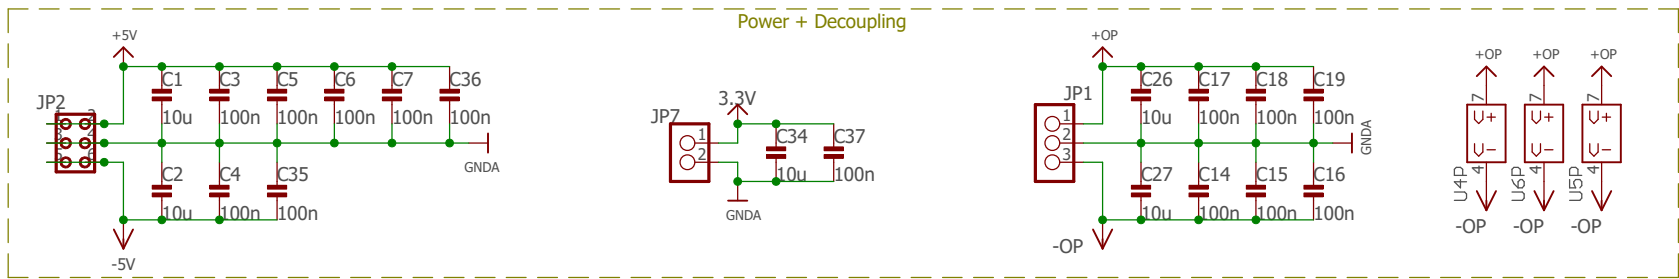 Power + Decoupling
+5V
C1
C3
C5
C6
C7
C36
JP2
10u
100n
100n
100n
100n
100n
GNDA
C2
C4
C35
10u
100n
100n
-5V
3.3V
JP7
1
2
C34
C37
10u
100n
GNDA
+OP
C26
C17
C18
C19
JP1
10u
100n
100n
100n
1
2
3
GNDA
C27
C14
C15
C16
10u
100n
100n
100n
-OP
+OP
+OP
+OP
7
7
7
V+
V+
V+
V-
V-
V-
4
4
4
U4P
U6P
U5P
-OP
-OP
-OP